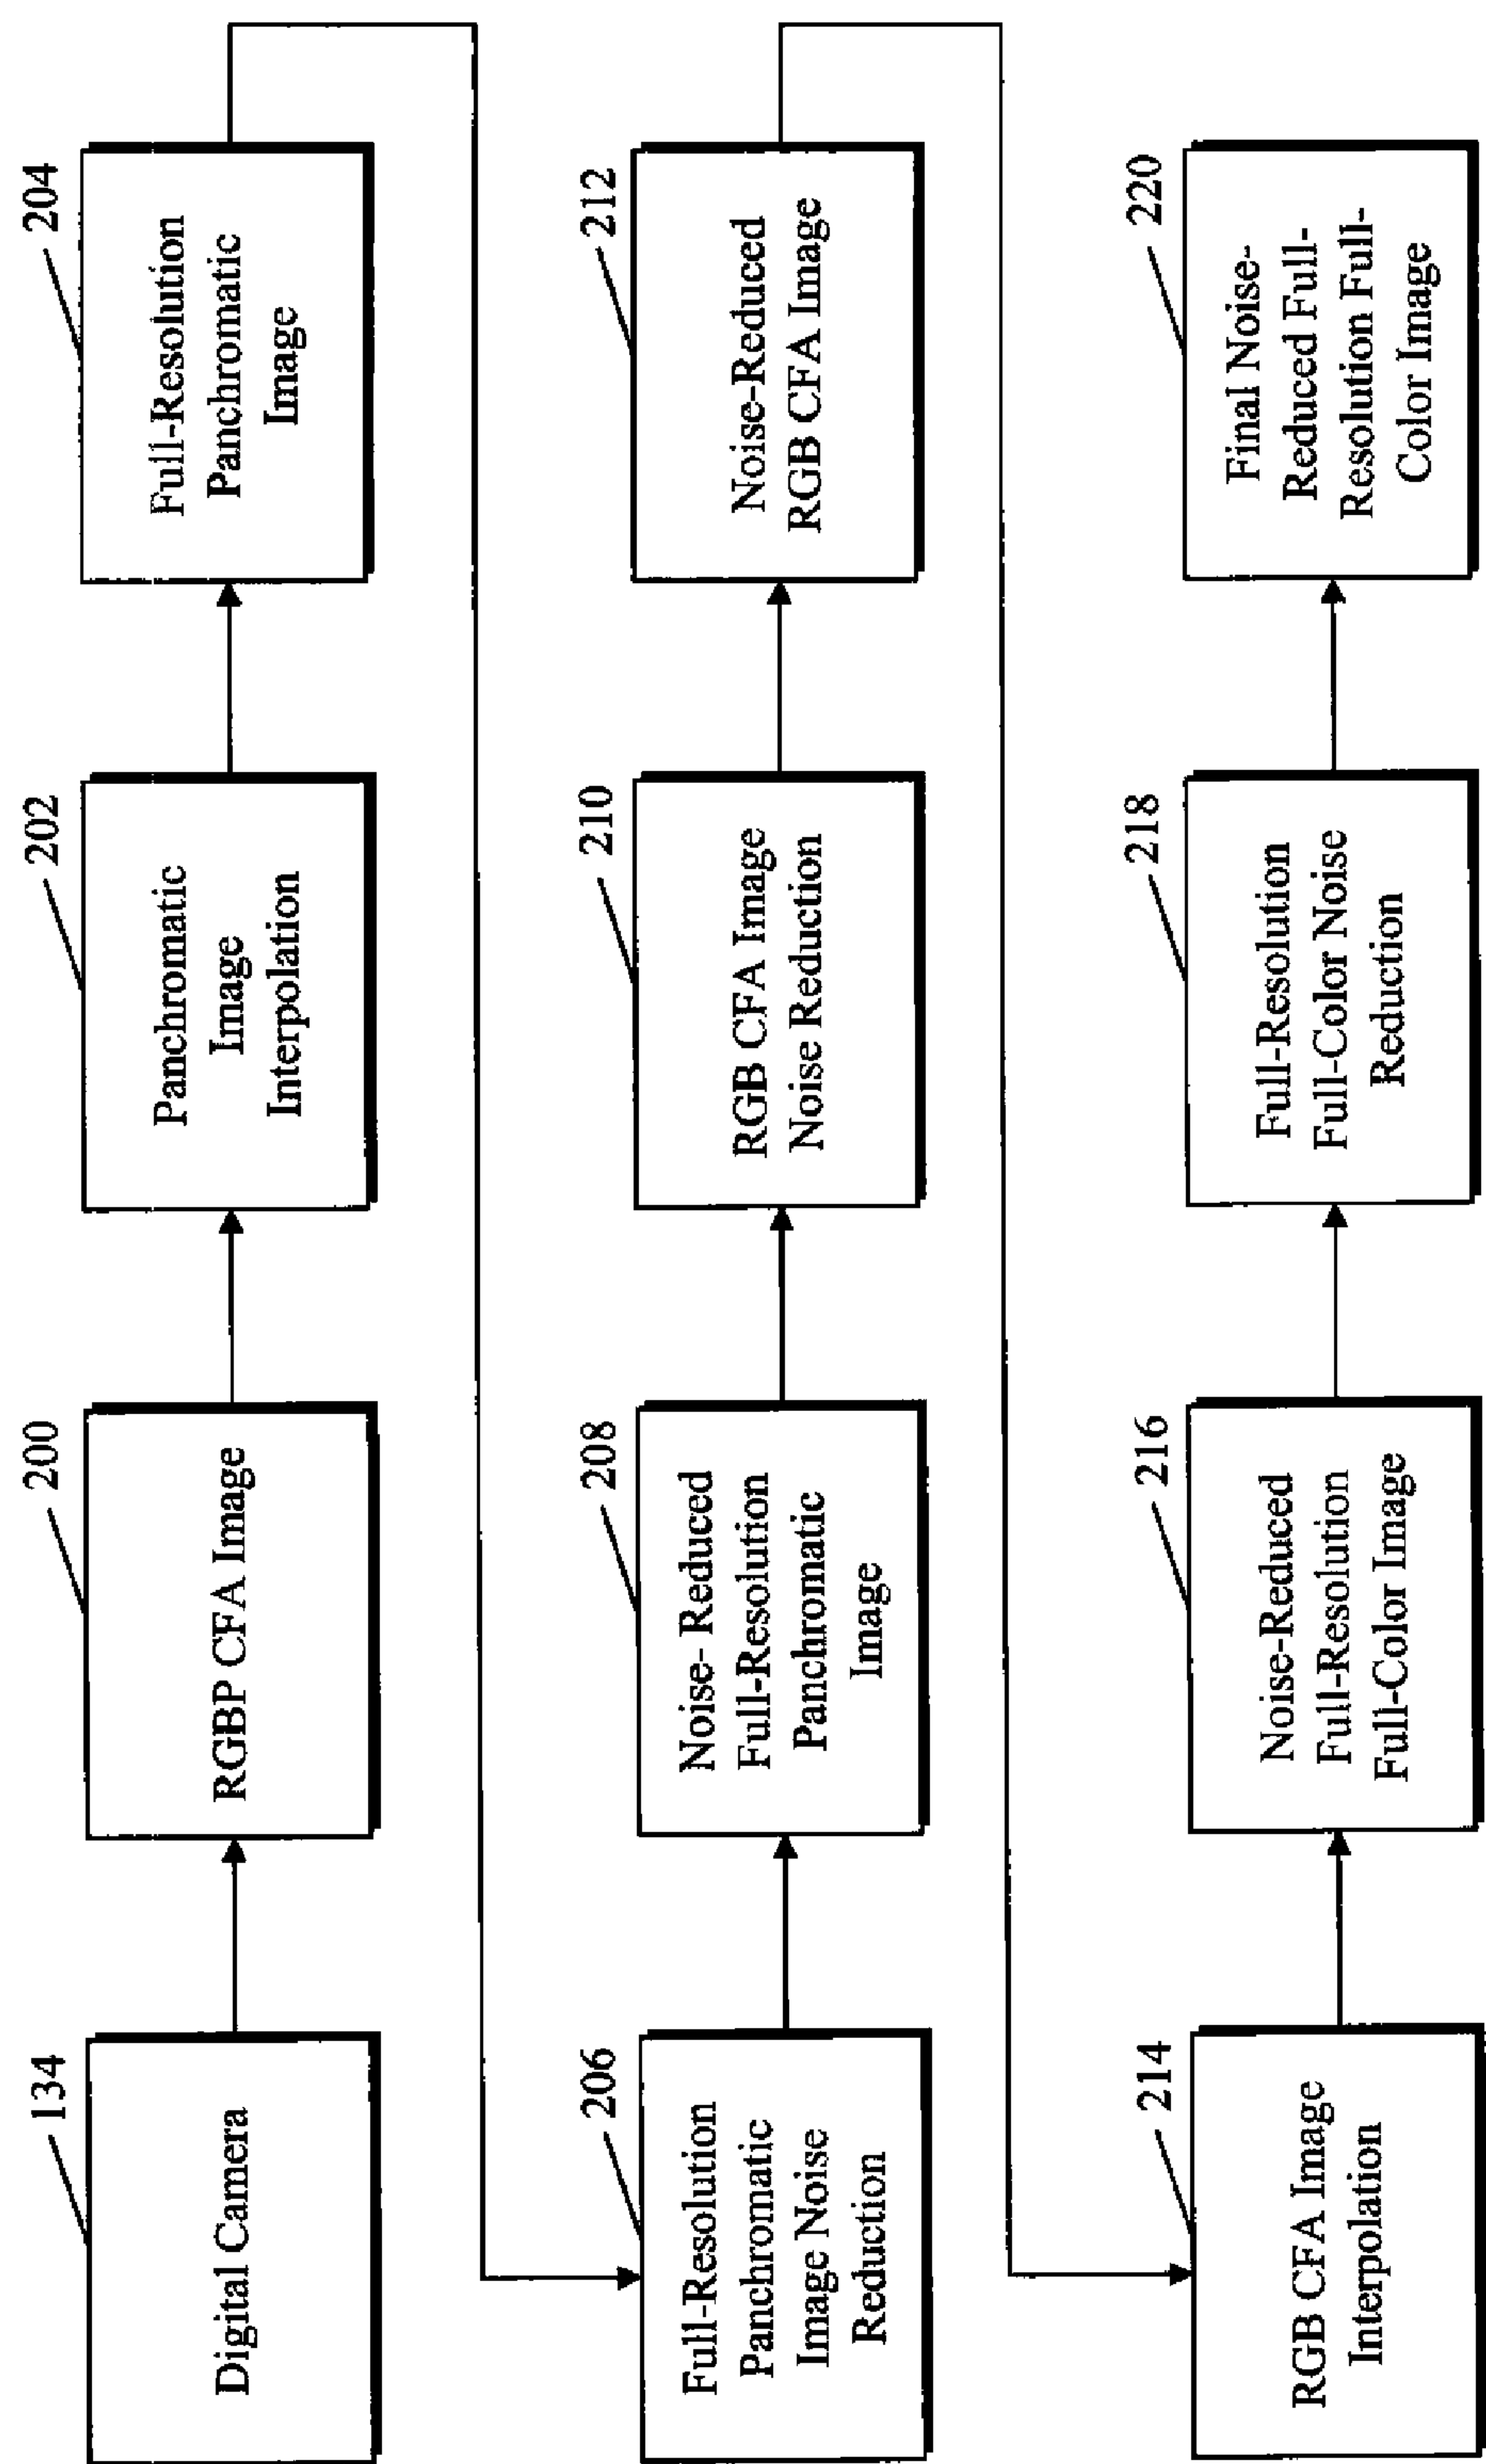 134
Digital Camera
200
RGBP CFA Image
202
Panchromatic
Image
Interpolation
204
Full-Resolution
Panchromatic
Image
206
Full-Resolution
Panchromatic
Image Noise
Reduction
208
Noise- Reduced
Full-Resolution
Panchromatic
Image
210
RGB CFA Image
Noise Reduction
212
Noise-Reduced
RGB CFA Image
214
RGB CFA Image
Interpolation
216
Noise-Reduced
Full-Resolution
Full-Color Image
218
Full-Resolution
Full-Color Noise
Reduction
220
Final Noise-
Reduced Full-
Resolution Full-
Color Image